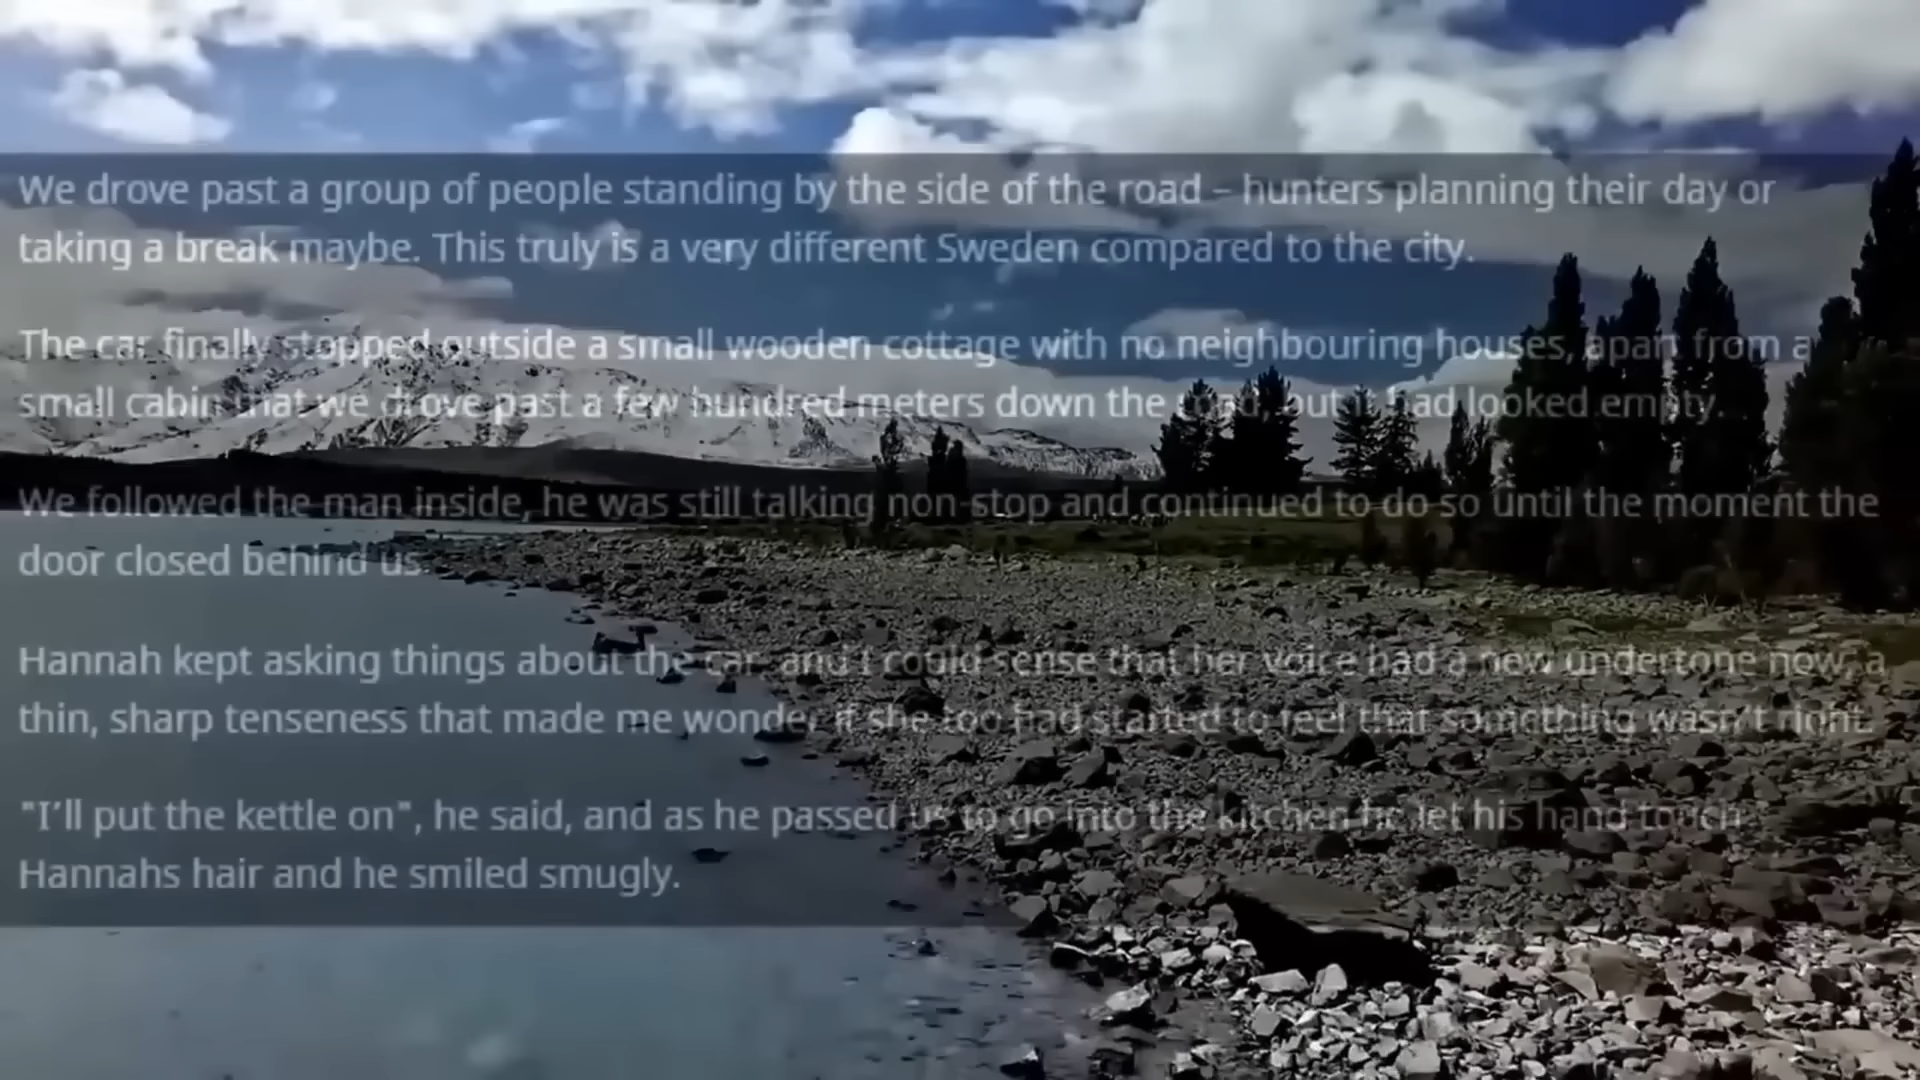 We drove past a group of people standing by the side of the road – hunters planning their day or
taking a break maybe. This truly is a very different Sweden compared to the city.
The car finally stopped outside a small wooden cottage with no neighbouring houses, apart from a
small cabin that we drove past a few hundred meters down the road, but it had looked empty.
We followed the man inside, he was still talking non-stop and continued to do so until the moment the
door closed behind us.
Hannah kept asking things about the car, and I could sense that her voice had a new undertone now, a
thin, sharp tenseness that made me wonder if she too had started to feel that something wasn't right.
"I'll put the kettle on", he said, and as he passed us to go into the kitchen he let his hand touch
Hannahs hair and he smiled smugly.